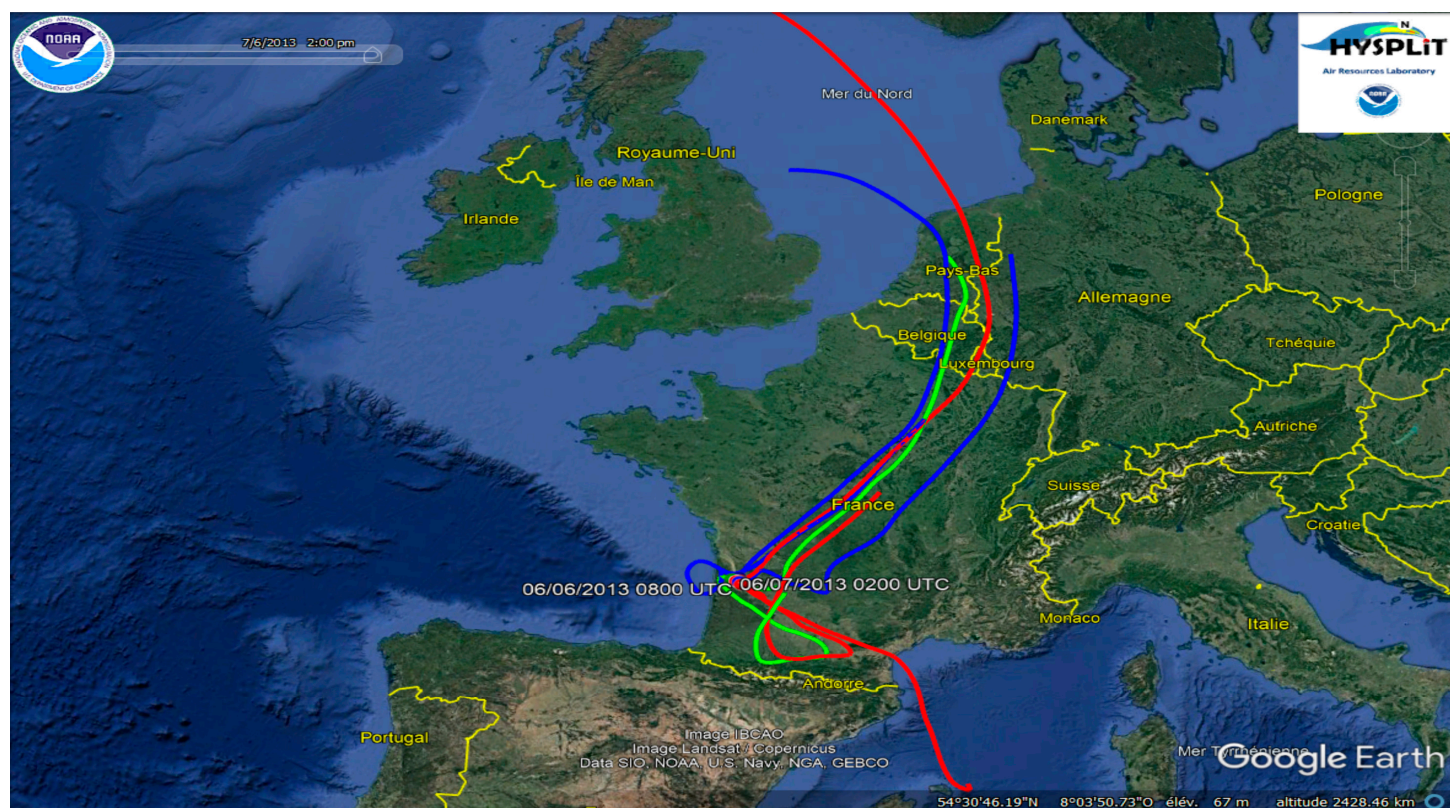 NOAA
7/6/2013 2:00 pm
N
HYSPLiT
Air Resources Laboratory
NOAA
Mer du Nord
Danemark
Royaume-Uni
Île de Man
Irlande
Pologne
Pays-Bas
Allemagne
Belgique
Tchéquie
Luxembourg
Autriche
Suisse
France
Croatie
06/06/2013 0800 UTC
06/07/2013 0200 UTC
Monaco
Italie
Andorre
Portugal
Image IBCAO
Image Landsat / Copernicus
Data SIO, NOAA, U.S. Navy, NGA, GEBCO
Mer Tyrrhénienne
Google Earth
54°30'46.19"N 8°03'50.73"O élév. 67 m altitude 2428.46 km